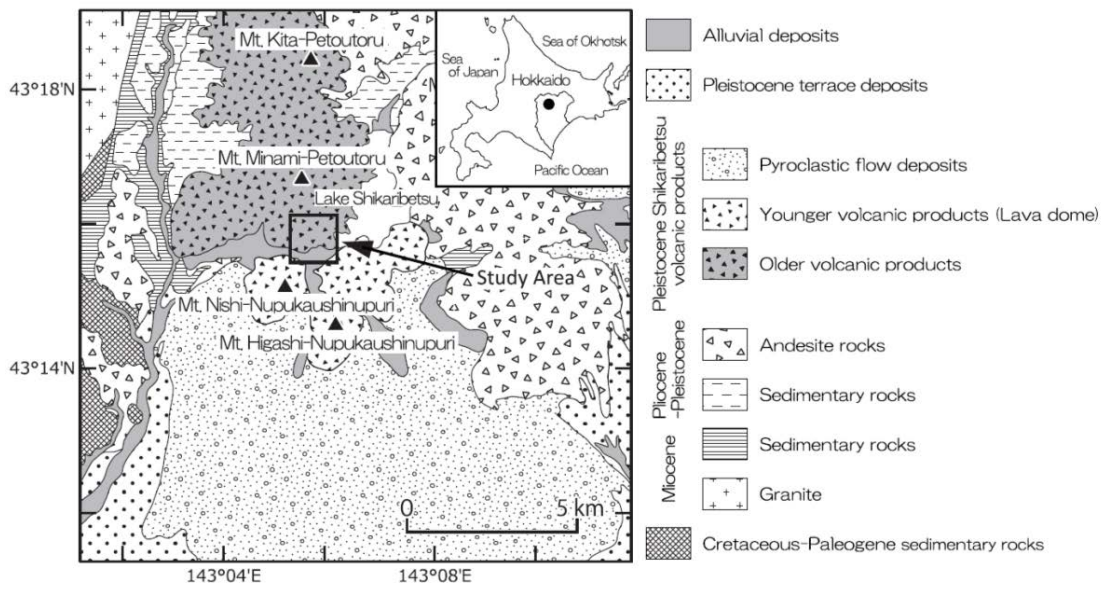 Mt. Kita-Petoutoru
43°18'N
Mt. Minami-Petoutoru
Lake Shikaribetsu
Study Area
Mt. Nishi-Nupukaushinupuri
Mt. Higashi-Nupukaushinupuri
43°14'N
0
5 km
143°04'E
143°08'E
Sea of Okhotsk
Sea
of Japan
Hokkaido
Pacific Ocean
Alluvial deposits
Pleistocene terrace deposits
Pleistocene Shikaribetsu
volcanic products
Pyroclastic flow deposits
Younger volcanic products (Lava dome)
Older volcanic products
Pliocene
-Pleistocene
Andesite rocks
Sedimentary rocks
Miocene
Sedimentary rocks
Granite
Cretaceous-Paleogene sedimentary rocks